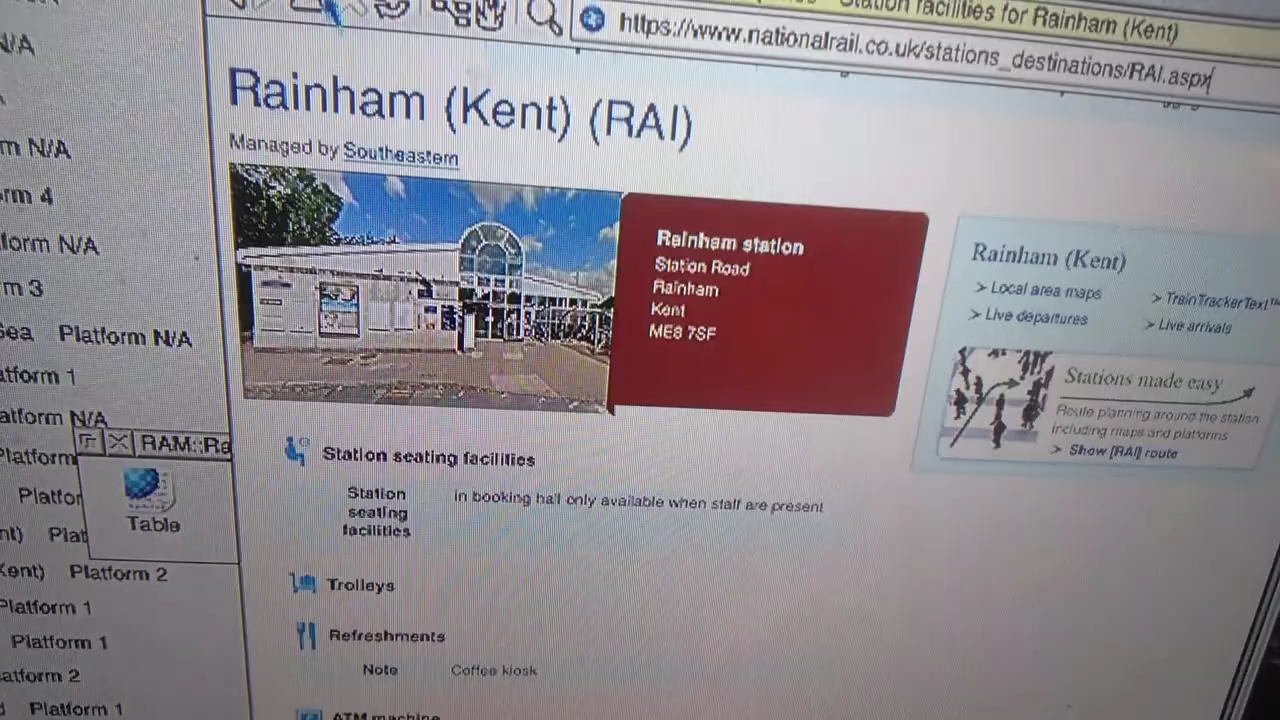 Station facilities for Rainham (Kent)
https://www.nationalrail.co.uk/stations_destinations/RAI.aspx
Rainham (Kent) (RAI)
Managed by Southeastern
Rainham station
Station Road
Rainham
Kent
ME8 7SF
Rainham (Kent)
> Local area maps
> TrainTrackerText™
> Live departures
> Live arrivals
Stations made easy
Route planning around the station
including maps and platforms
> Show [RAI] route
Station seating facilities
Station
seating
facilities
in booking hall only available when staff are present
Trolleys
Refreshments
Note
Coffee kiosk
ATM machine
N/A
m N/A
rm 4
form N/A
m 3
Sea Platform N/A
atform 1
atform N/A
RAM::Ra
Platform
Table
Platfor
nt) Plat
Kent) Platform 2
Platform 1
Platform 1
atform 2
d Platform 1